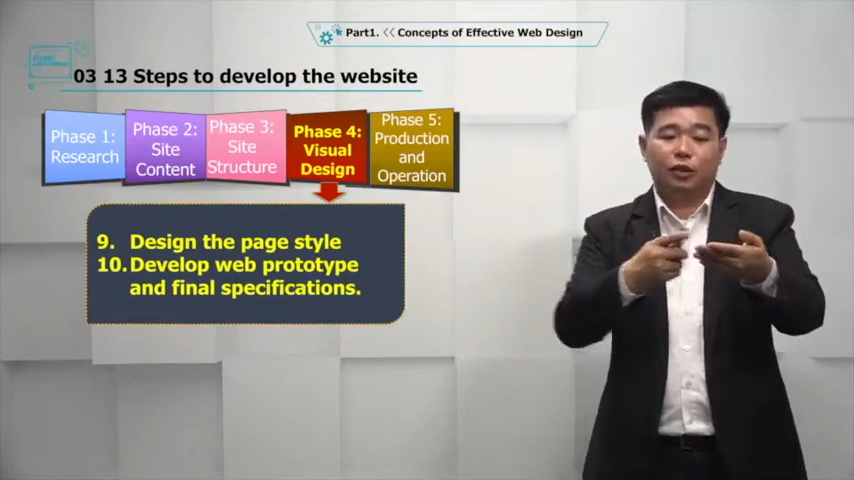 Part1. << Concepts of Effective Web Design
03 13 Steps to develop the website
Phase 1:
Research
Phase 2:
Site
Content
Phase 3:
Site
Structure
Phase 4:
Visual
Design
Phase 5:
Production
and
Operation
9. Design the page style
10. Develop web prototype
and final specifications.